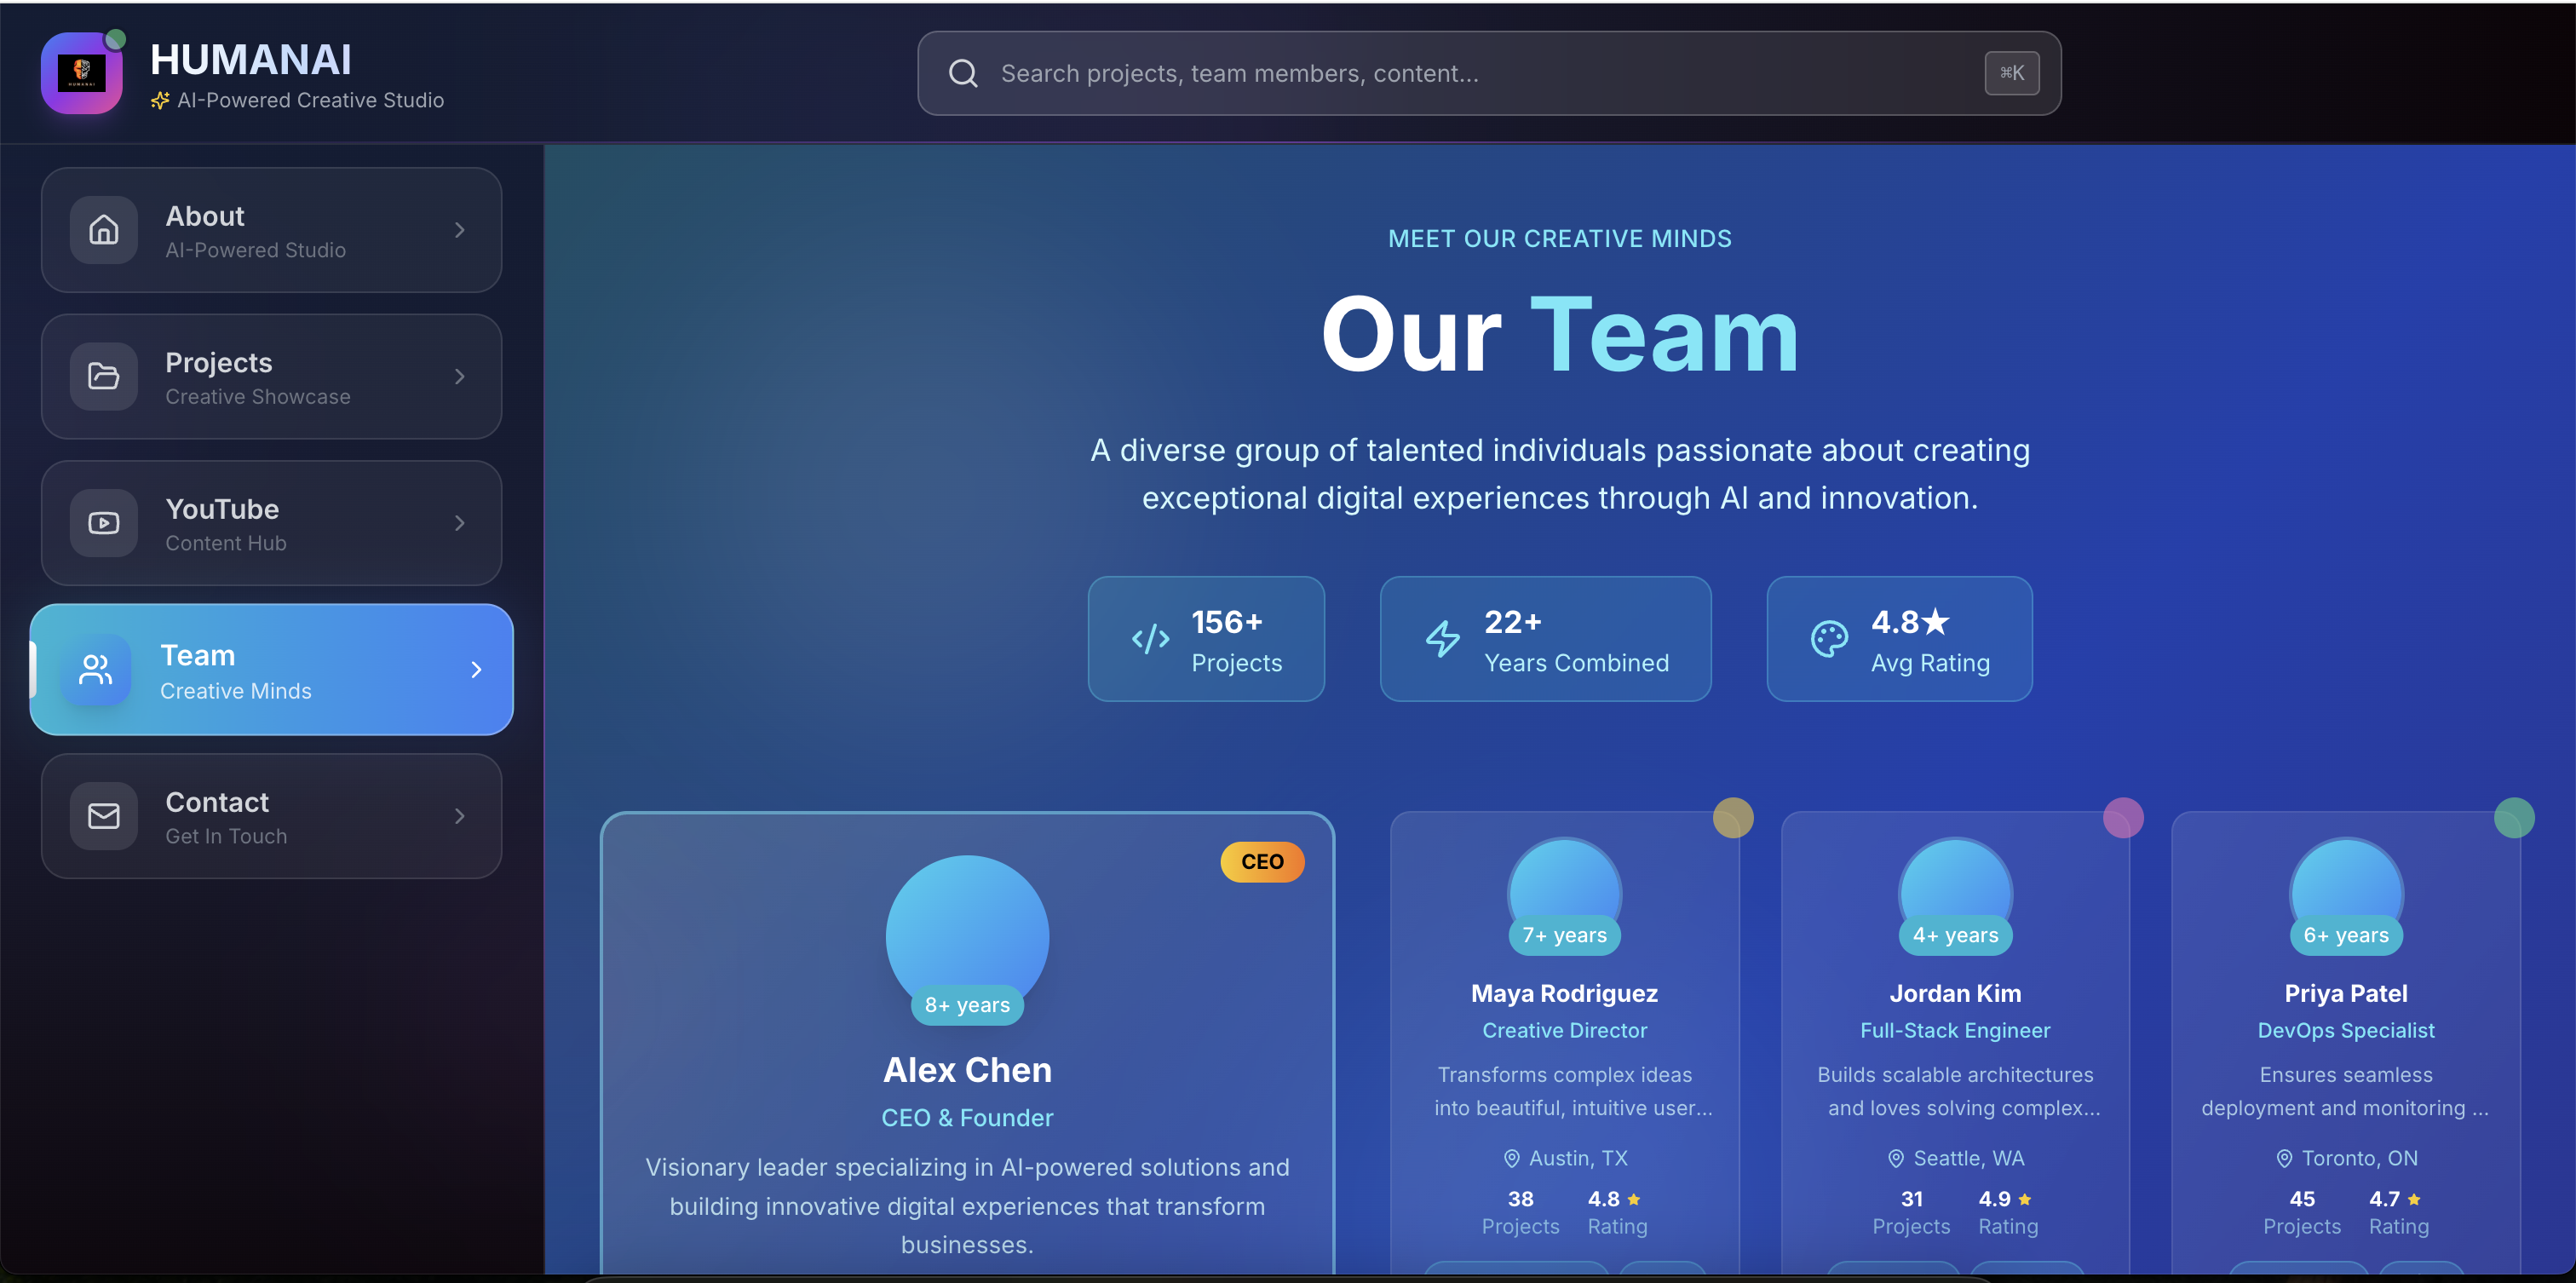 HUMANAI
HUMANAI
AI-Powered Creative Studio
Search projects, team members, content...
⌘K
About
AI-Powered Studio
Projects
Creative Showcase
YouTube
Content Hub
Team
Creative Minds
Contact
Get In Touch
MEET OUR CREATIVE MINDS
Our Team
A diverse group of talented individuals passionate about creating
exceptional digital experiences through AI and innovation.
156+
Projects
22+
Years Combined
4.8★
Avg Rating
CEO
8+ years
Alex Chen
CEO & Founder
Visionary leader specializing in AI-powered solutions and
building innovative digital experiences that transform
businesses.
7+ years
Maya Rodriguez
Creative Director
Transforms complex ideas
into beautiful, intuitive user...
Austin, TX
38
Projects
4.8 ★
Rating
4+ years
Jordan Kim
Full-Stack Engineer
Builds scalable architectures
and loves solving complex...
Seattle, WA
31
Projects
4.9 ★
Rating
6+ years
Priya Patel
DevOps Specialist
Ensures seamless
deployment and monitoring ...
Toronto, ON
45
Projects
4.7 ★
Rating